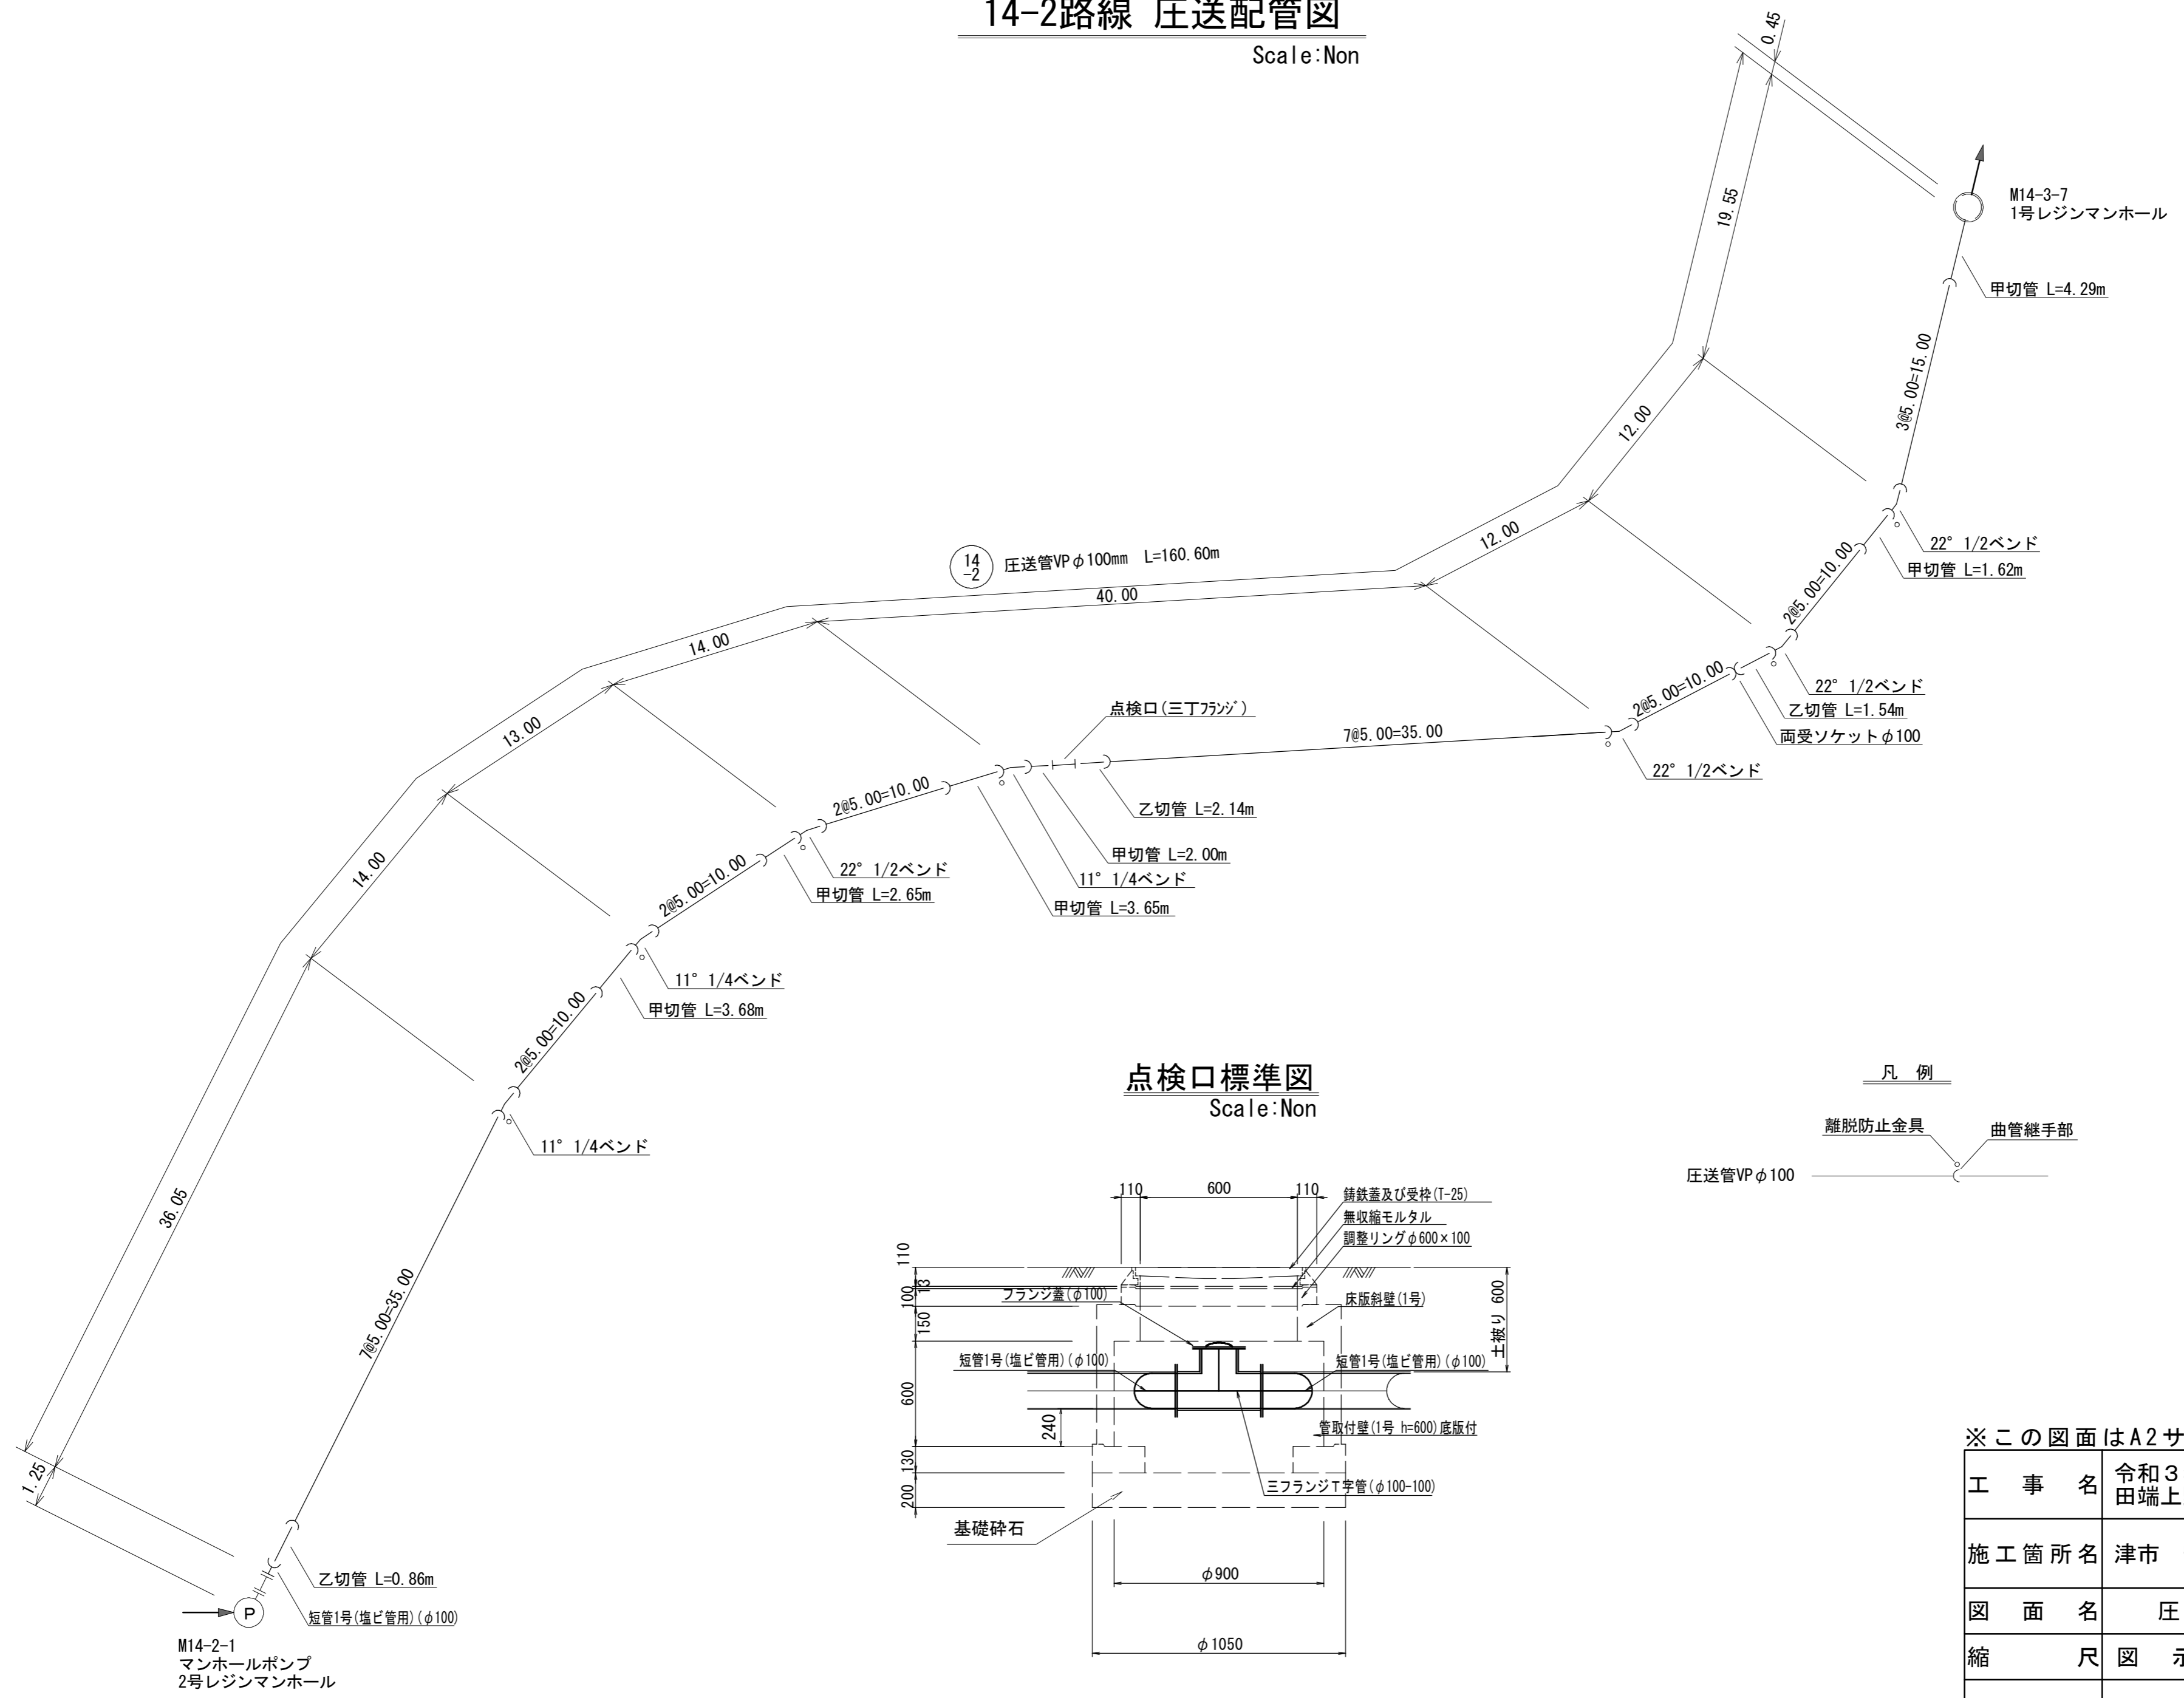 14-2路線 圧送配管図
Scale:Non
0.45
19.55
M14-3-7
1号レジンマンホール
甲切管 L=4.29m
3@5.00=15.00
12.00
22° 1/2ベンド
甲切管 L=1.62m
2@5.00=10.00
12.00
14
-2
圧送管VPφ100mm L=160.60m
40.00
22° 1/2ベンド
乙切管 L=1.54m
両受ソケットφ100
2@5.00=10.00
14.00
点検口(三丁フランジ)
7@5.00=35.00
22° 1/2ベンド
13.00
乙切管 L=2.14m
2@5.00=10.00
甲切管 L=2.00m
11° 1/4ベンド
甲切管 L=3.65m
14.00
22° 1/2ベンド
甲切管 L=2.65m
2@5.00=10.00
11° 1/4ベンド
甲切管 L=3.68m
2@5.00=10.00
11° 1/4ベンド
36.05
7@5.00=35.00
1.25
乙切管 L=0.86m
短管1号(塩ビ管用)(φ100)
P
M14-2-1
マンホールポンプ
2号レジンマンホール
点検口標準図
Scale:Non
110
600
110
鋳鉄蓋及び受枠(T-25)
無収縮モルタル
調整リングφ600×100
110
13
100
150
フランジ蓋(φ100)
床版斜壁(1号)
土被り 600
短管1号(塩ビ管用)(φ100)
短管1号(塩ビ管用)(φ100)
600
240
管取付壁(1号 h=600)底版付
130
200
三フランジT字管(φ100-100)
基礎砕石
φ900
φ1050
凡 例
離脱防止金具
曲管継手部
圧送管VPφ100
※この図面はA2サ
工事名
令和3
田端上
施工箇所名
津市
図面名
圧
縮尺
図